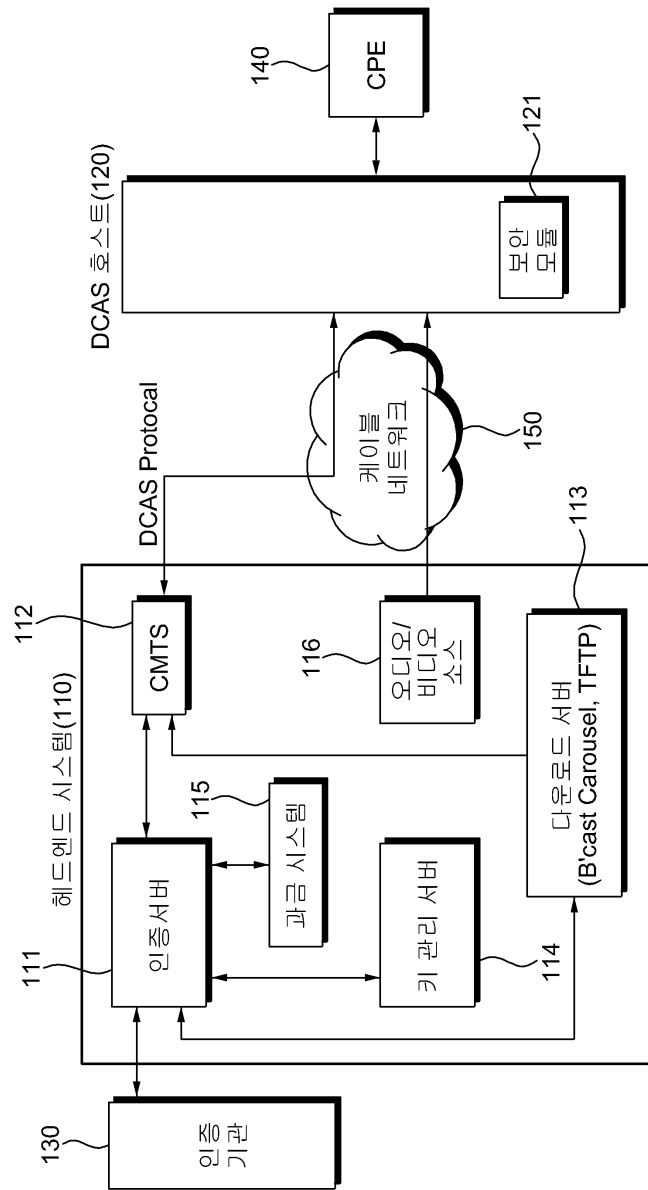 헤드엔드 시스템(110)
DCAS 호스트(120)
130
인증
기관
111
인증서버
115
과금 시스템
키 관리 서버
114
112
CMTS
116
오디오/
비디오
소스
다운로드 서버
(B'cast Carousel, TFTP)
113
DCAS Protocal
케이블
네트워크
150
보안
모듈
121
140
CPE